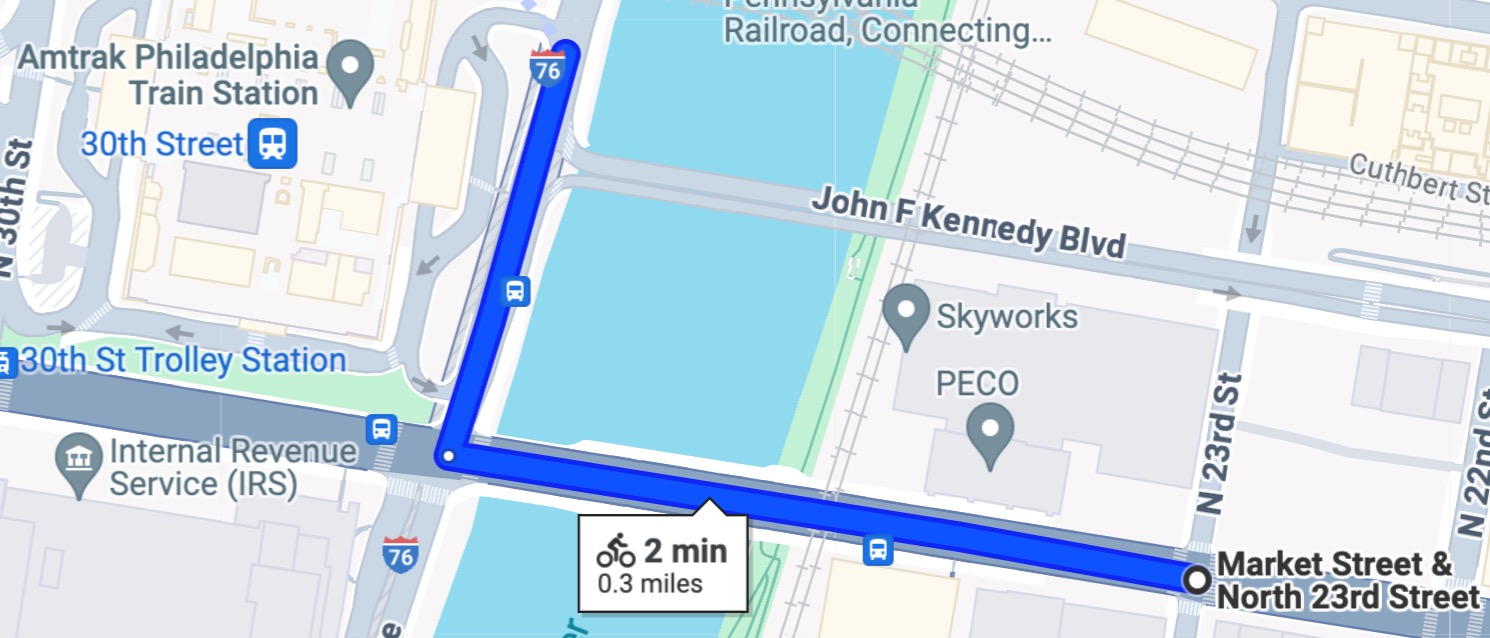 Pennsylvania
Railroad, Connecting...
Amtrak Philadelphia
Train Station
76
30th Street
N 30th St
Cuthbert St
John F Kennedy Blvd
Skyworks
PECO
30th St Trolley Station
N 23rd St
N 22nd St
Internal Revenue
Service (IRS)
76
2 min
0.3 miles
Market Street &
North 23rd Street